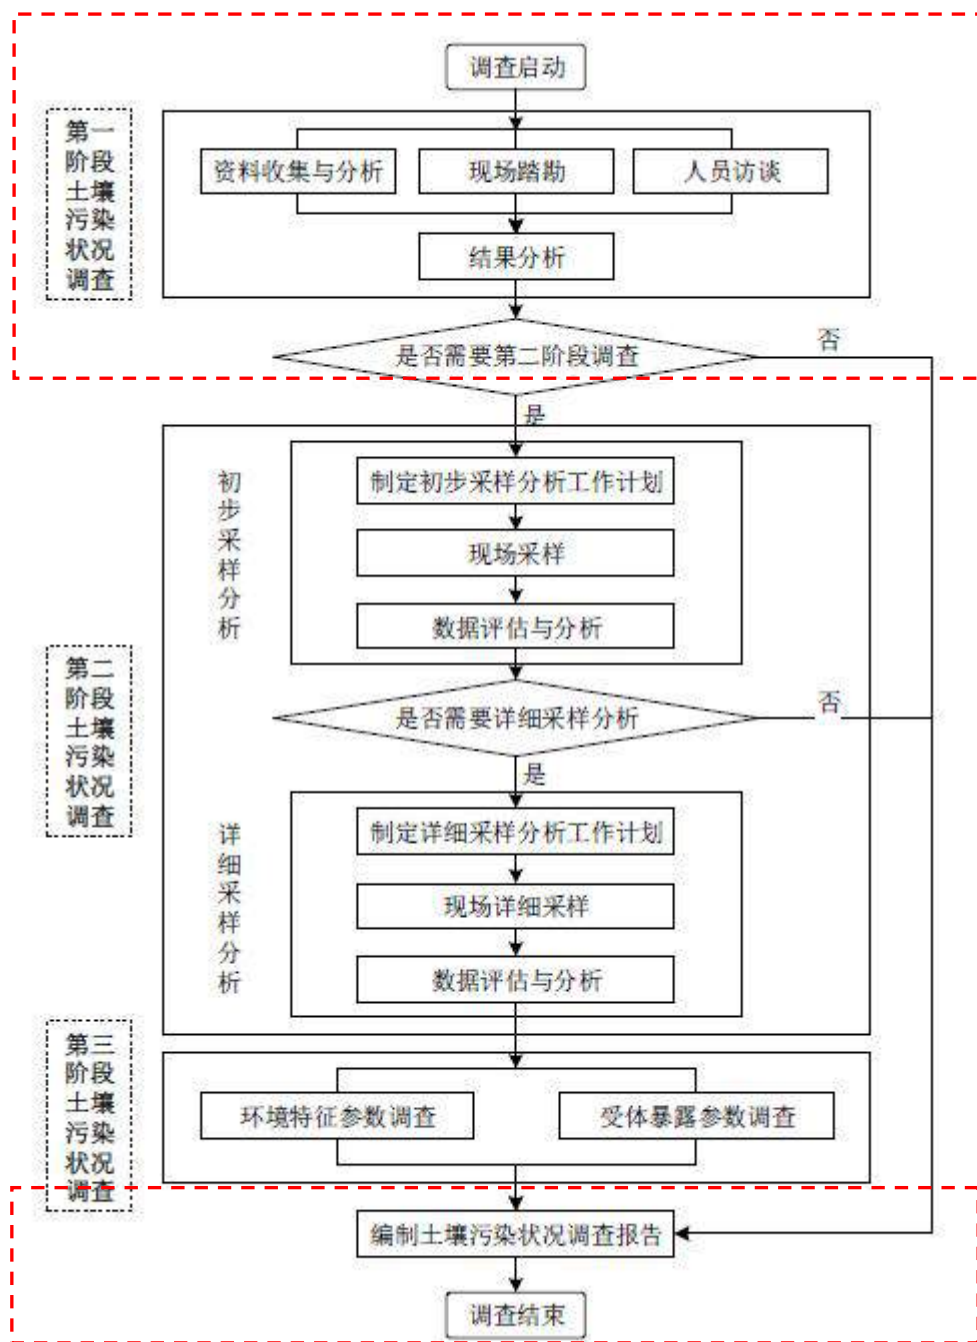 调查启动
第一
阶段
土壤
污染
状况
调查
资料收集与分析
现场踏勘
人员访谈
结果分析
是否需要第二阶段调查
否
是
初
步
采
样
分
析
制定初步采样分析工作计划
现场采样
数据评估与分析
第二
阶段
土壤
污染
状况
调查
是否需要详细采样分析
否
是
详
细
采
样
分
析
制定详细采样分析工作计划
现场详细采样
数据评估与分析
第三
阶段
土壤
污染
状况
调查
环境特征参数调查
受体暴露参数调查
编制土壤污染状况调查报告
调查结束